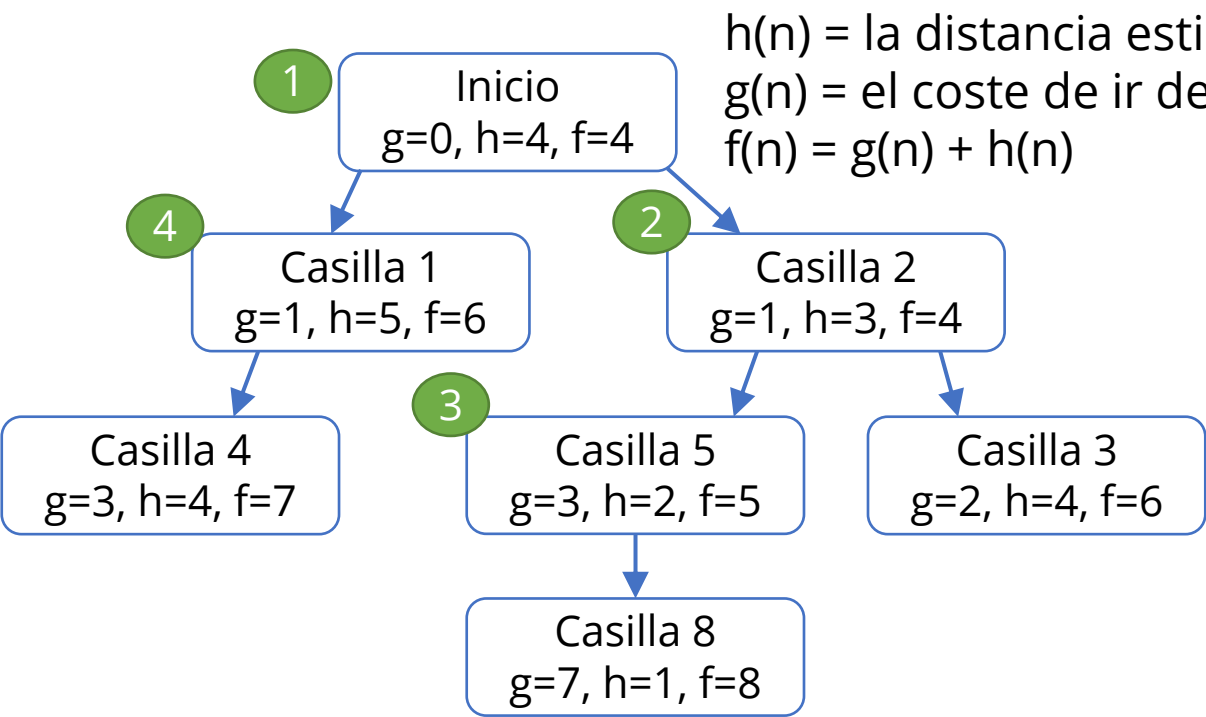 h(n) = la distancia esti
g(n) = el coste de ir de
f(n) = g(n) + h(n)
1
Inicio
g=0, h=4, f=4
4
Casilla 1
g=1, h=5, f=6
2
Casilla 2
g=1, h=3, f=4
Casilla 4
g=3, h=4, f=7
3
Casilla 5
g=3, h=2, f=5
Casilla 3
g=2, h=4, f=6
Casilla 8
g=7, h=1, f=8